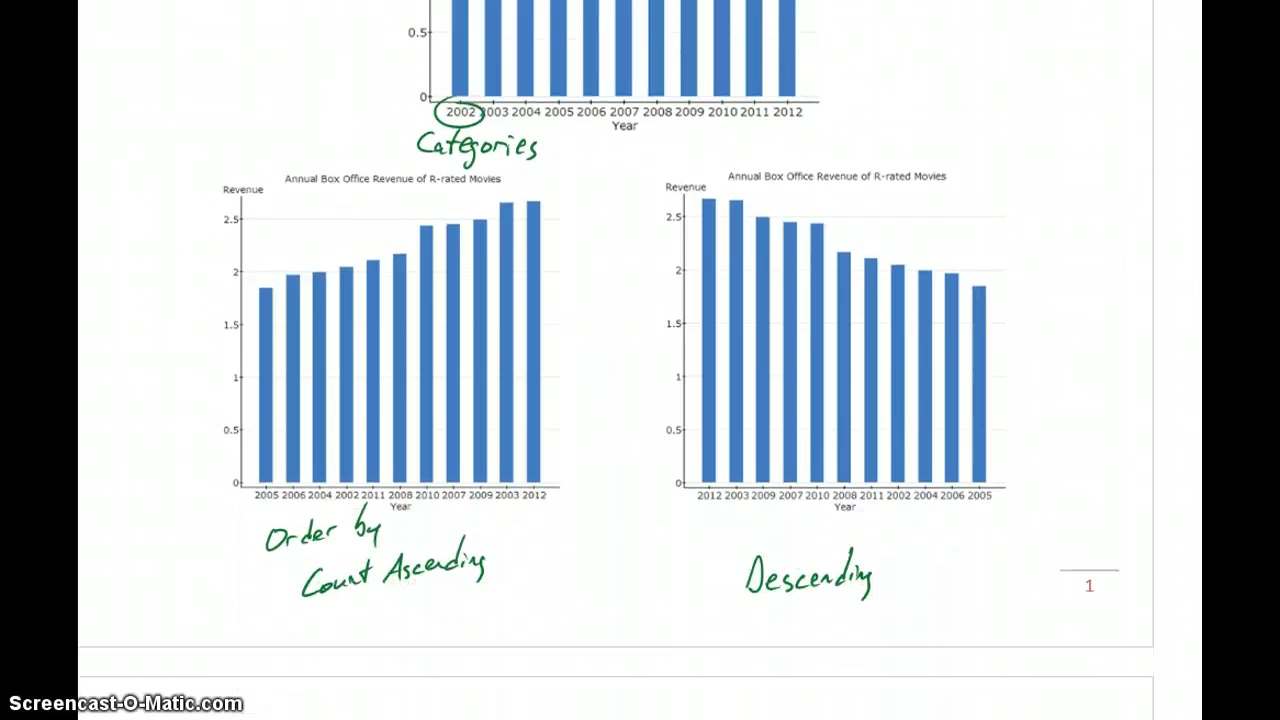 0.5
0
2002 2003 2004 2005 2006 2007 2008 2009 2010 2011 2012
Year
Categories
Annual Box Office Revenue of R-rated Movies
Revenue
2.5
2
1.5
1
0.5
0
2005 2006 2004 2002 2011 2008 2010 2007 2009 2003 2012
Year
Order by
Count Ascending
Annual Box Office Revenue of R-rated Movies
Revenue
2.5
2
1.5
1
0.5
0
2012 2003 2009 2007 2010 2008 2011 2002 2004 2006 2005
Year
Descending
1
Screencast-O-Matic.com